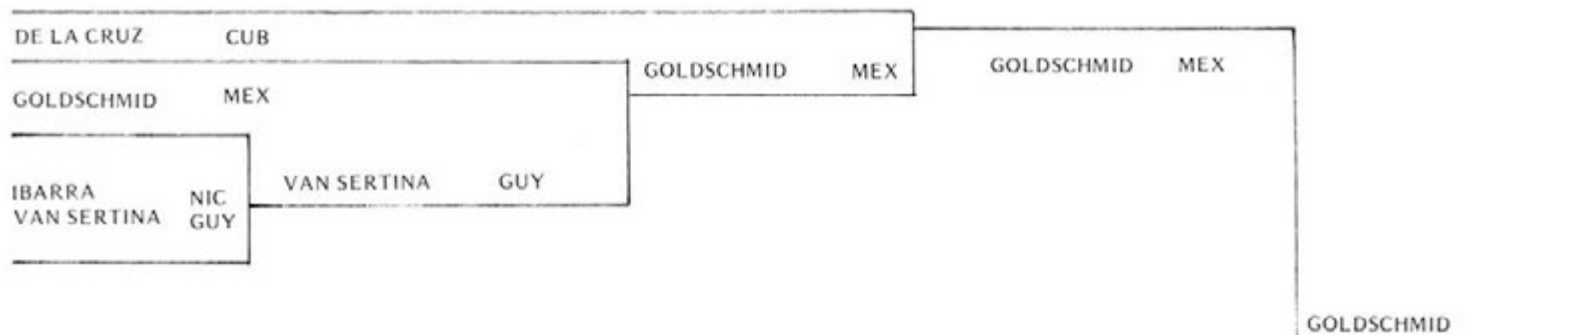 DE LA CRUZ CUB
GOLDSCHMID MEX
GOLDSCHMID MEX
GOLDSCHMID MEX
IBARRA NIC
VAN SERTINA GUY
VAN SERTINA GUY
GOLDSCHMID